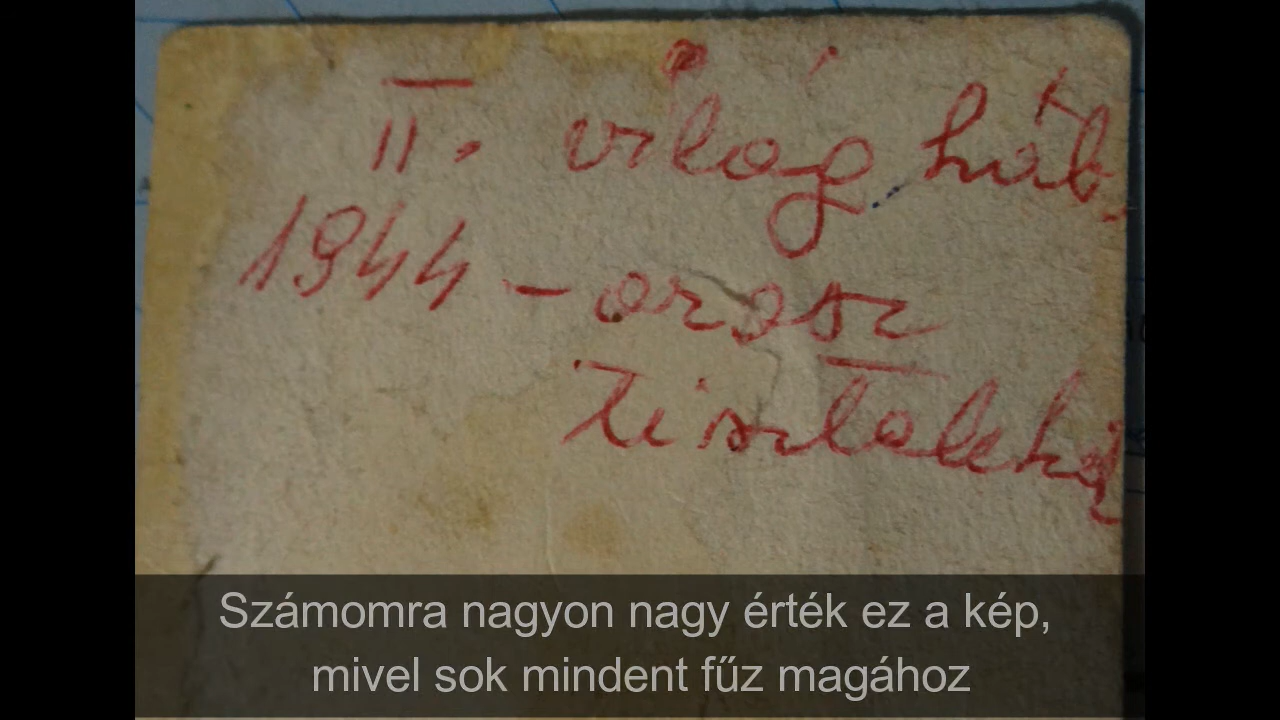 II. világ háb.
1944 - orosz
Számomra nagyon nagy érték ez a kép,
mivel sok mindent fűz magához